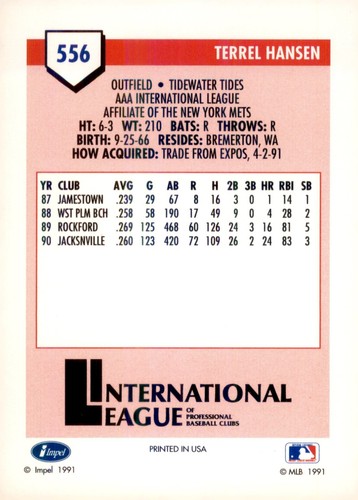 556
TERREL HANSEN
OUTFIELD • TIDEWATER TIDES
AAA INTERNATIONAL LEAGUE
AFFILIATE OF THE NEW YORK METS
HT: 6-3 WT: 210 BATS: R THROWS: R
BIRTH: 9-25-66 RESIDES: BREMERTON, WA
HOW ACQUIRED: TRADE FROM EXPOS, 4-2-91
YR CLUB AVG G AB R H 2B 3B HR RBI SB
87 JAMESTOWN .239 29 67 8 16 3 0 1 14 1
88 WST PLM BCH .258 58 190 17 49 9 0 4 28 2
89 ROCKFORD .269 125 468 60 126 24 3 16 81 5
90 JACKSNVILLE .260 123 420 72 109 26 2 24 83 3
INTERNATIONAL
LEAGUE OF PROFESSIONAL BASEBALL CLUBS
Impel
PRINTED IN USA
© Impel 1991
© MLB 1991